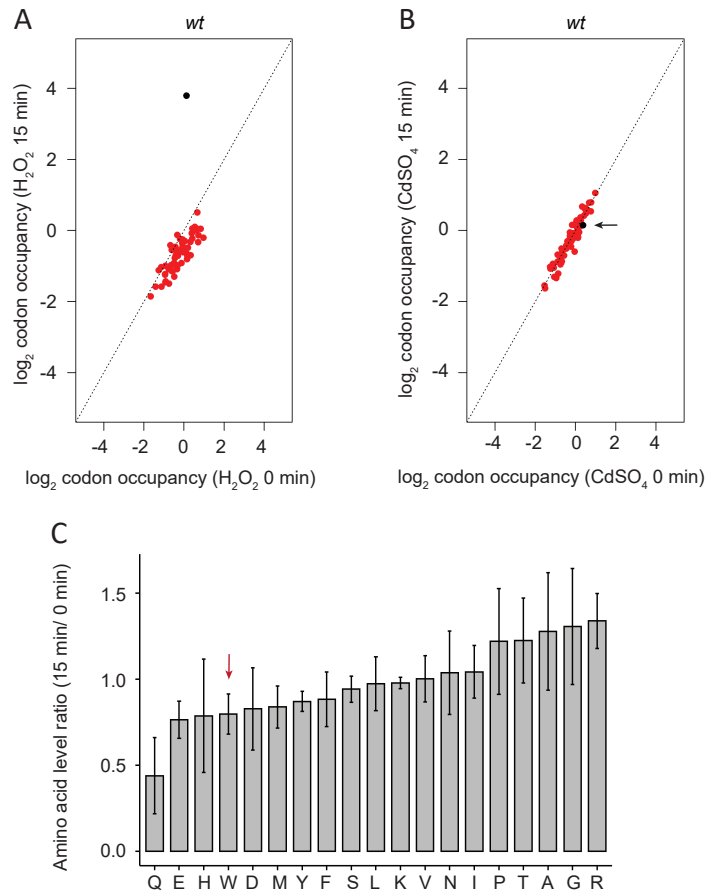 A
wt
log2 codon occupancy (H2O2 15 min)
4
2
0
-2
-4
-4 -2 0 2 4
log2 codon occupancy (H2O2 0 min)
B
wt
log2 codon occupancy (CdSO4 15 min)
4
2
0
-2
-4
-4 -2 0 2 4
log2 codon occupancy (CdSO4 0 min)
C
Amino acid level ratio (15 min/ 0 min)
1.5
1.0
0.5
0.0
Q E H W D M Y F S L K V N I P T A G R